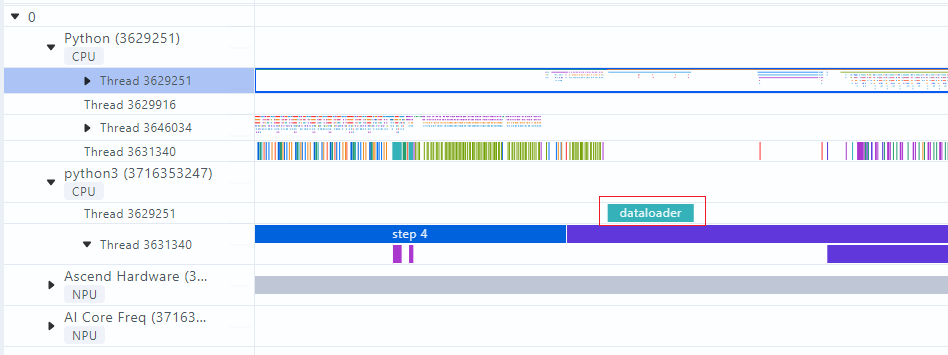 0
Python (3629251)
CPU
Thread 3629251
Thread 3629916
Thread 3646034
Thread 3631340
python3 (3716353247)
CPU
Thread 3629251
dataloader
step 4
Thread 3631340
Ascend Hardware (3...
NPU
AI Core Freq (37163...
NPU